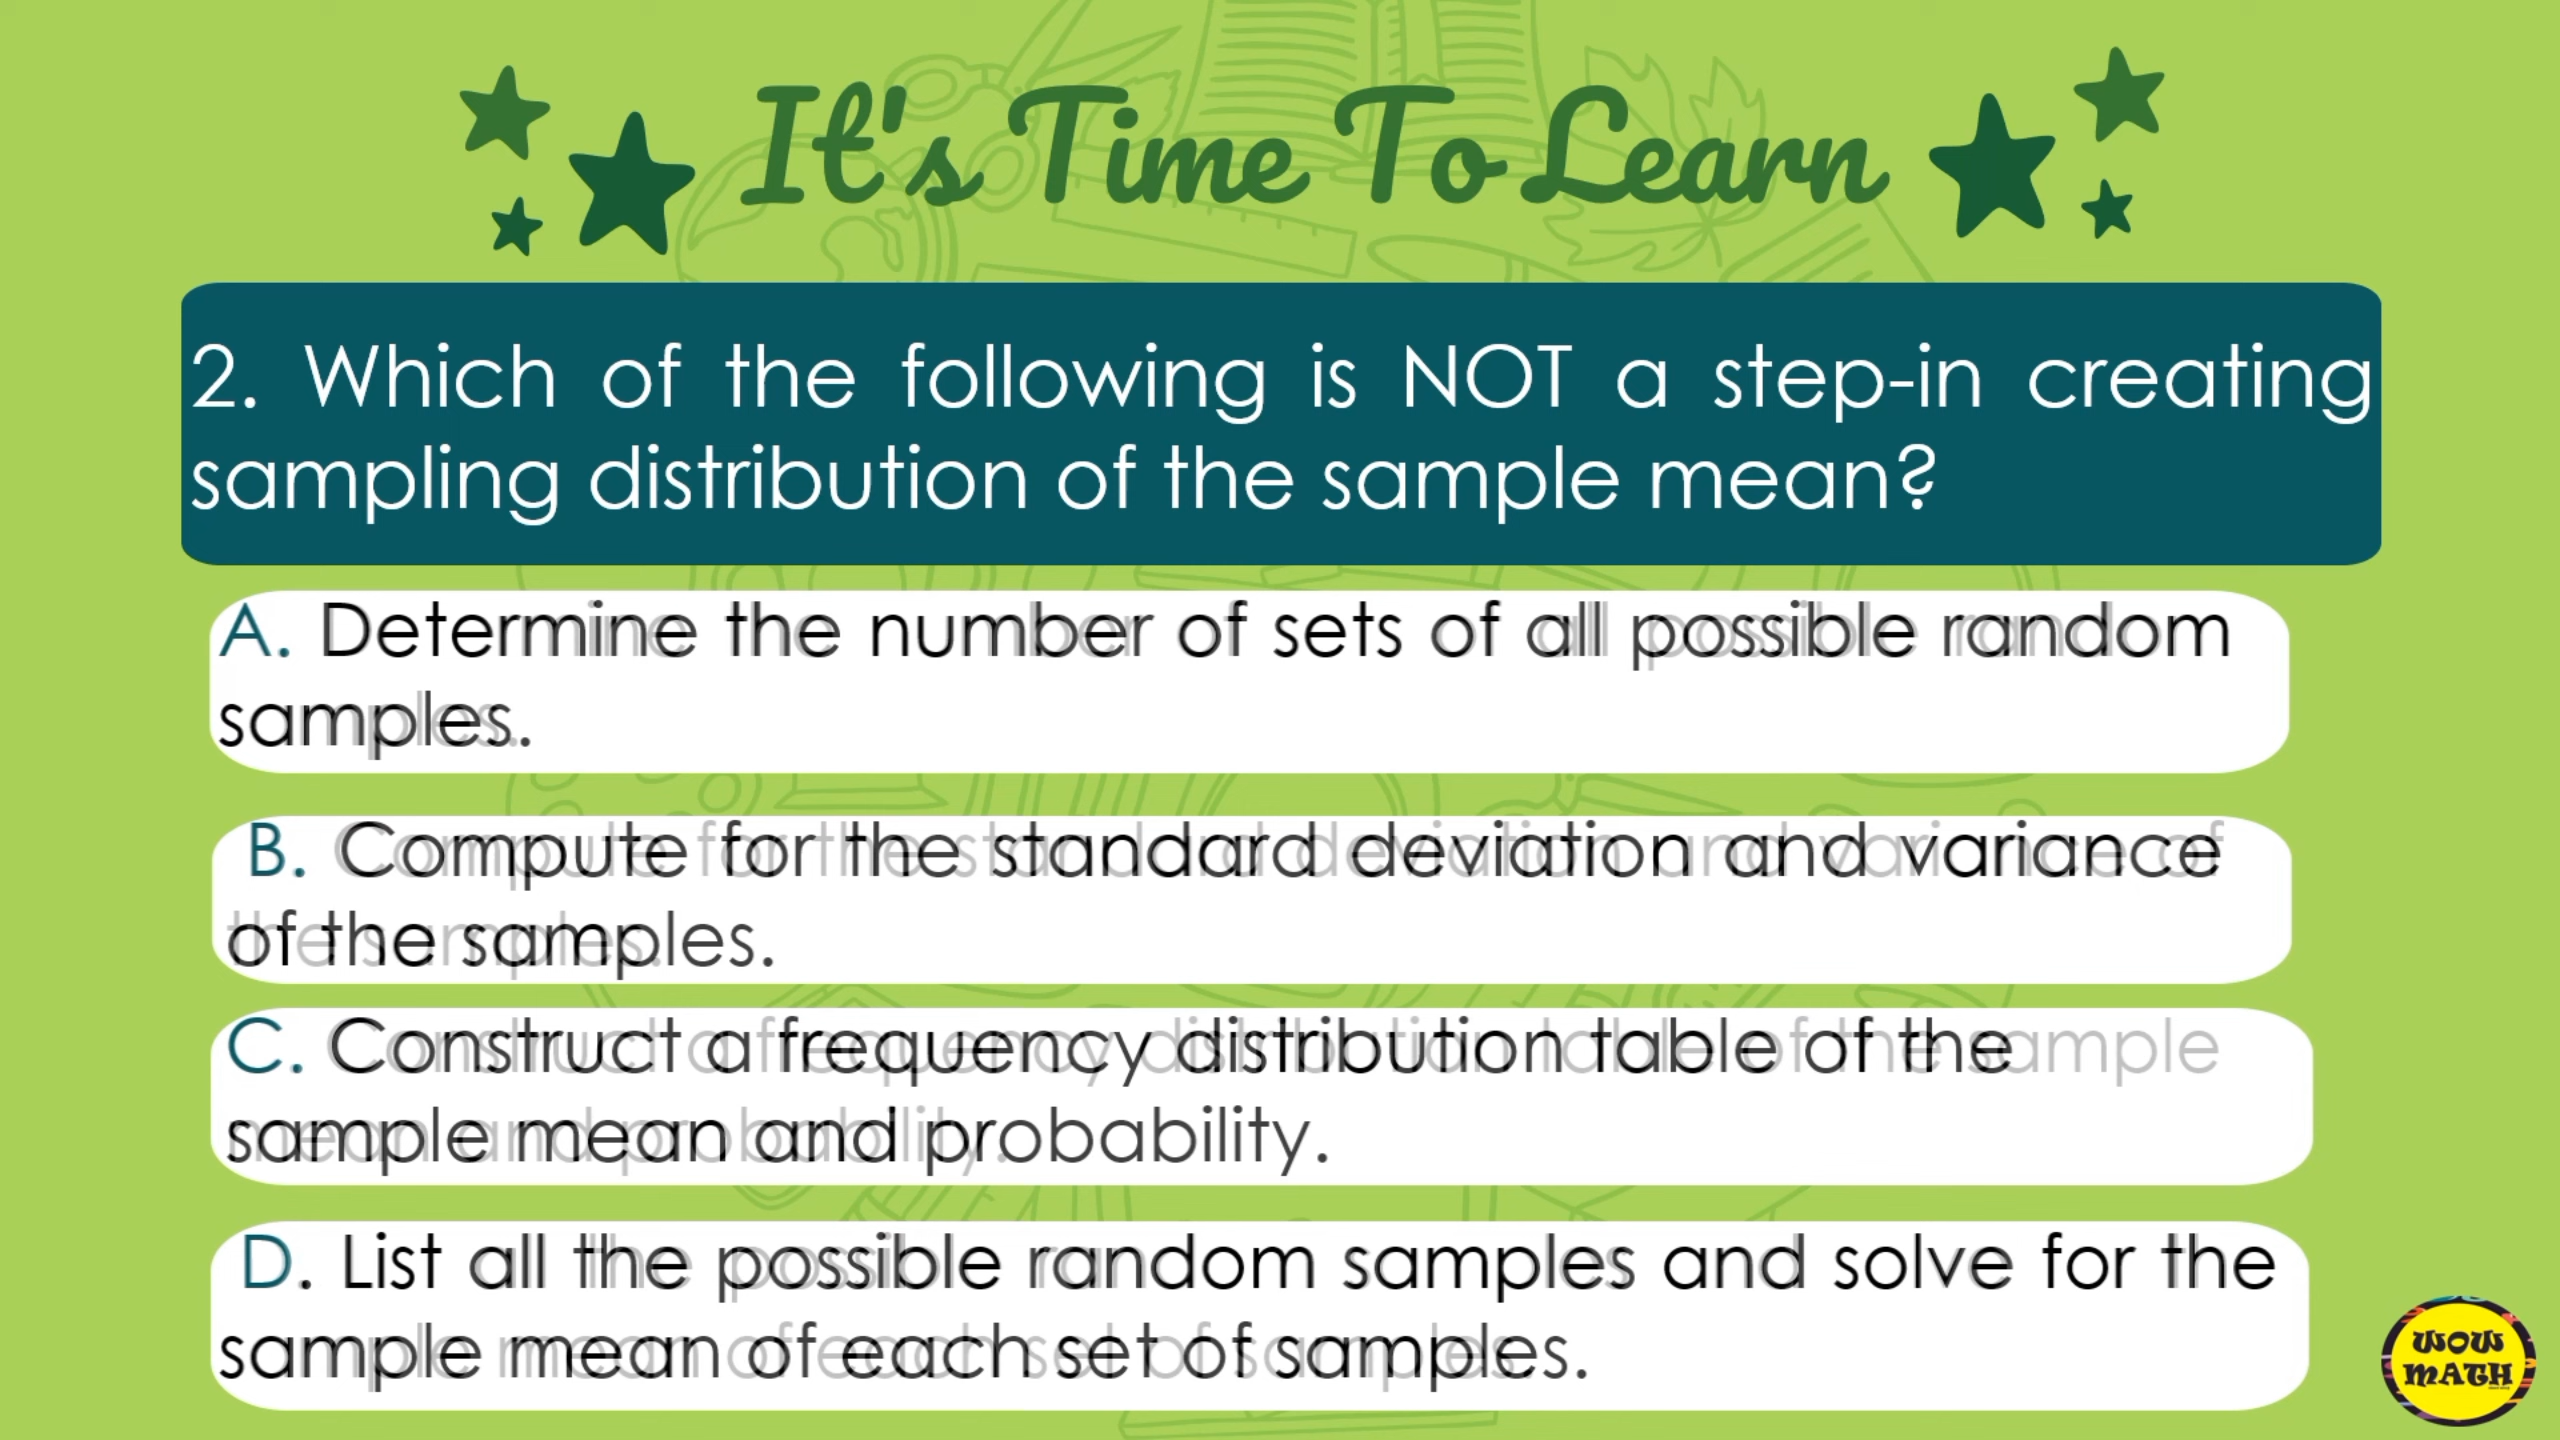 It's Time To Learn
2. Which of the following is NOT a step-in creating
sampling distribution of the sample mean?
A. Determine the number of sets of all possible random
samples.
B. Compute for the standard deviation and variance
of the samples.
C. Construct a frequency distribution table of the
sample mean and probability.
D. List all the possible random samples and solve for the
sample mean of each set of samples.
WOW
MATH